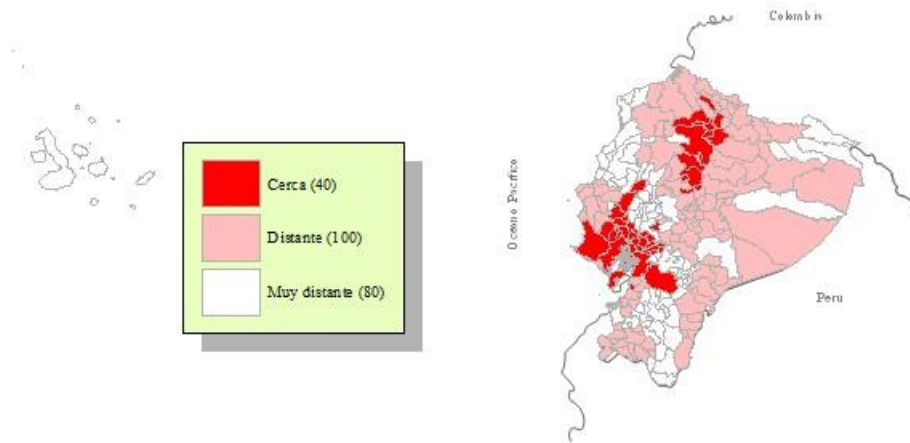 Colombia
Oceano Pacifico
Cerca (40)
Distante (100)
Muy distante (80)
Peru